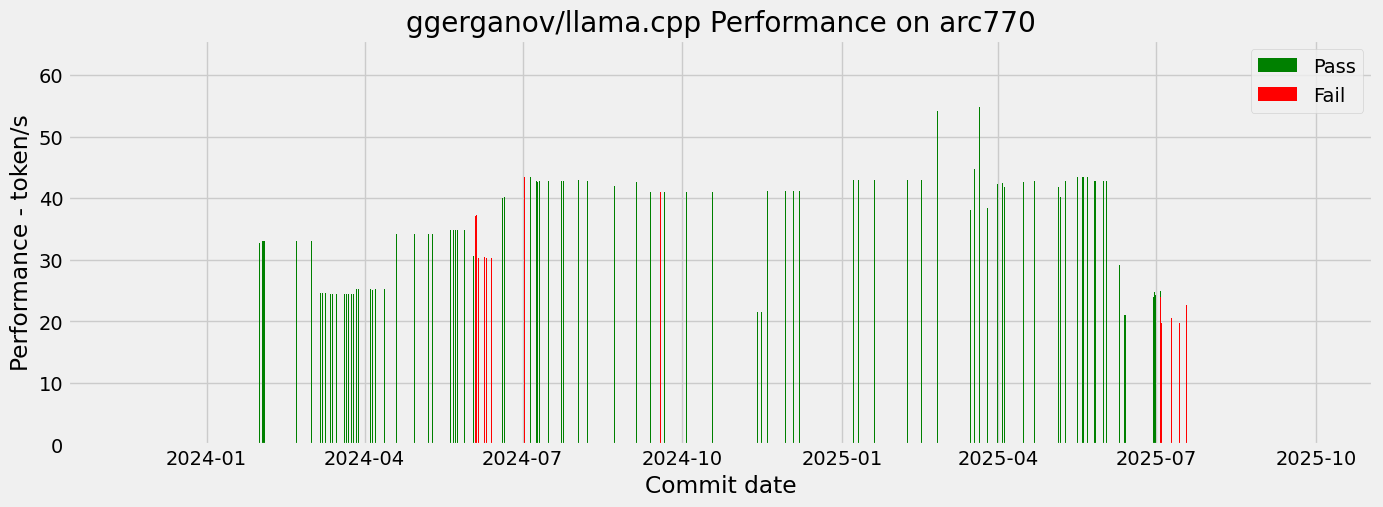 ggerganov/llama.cpp Performance on arc770
Performance - token/s
60
50
40
30
20
10
0
Pass
Fail
2024-01 2024-04 2024-07 2024-10 2025-01 2025-04 2025-07 2025-10
Commit date